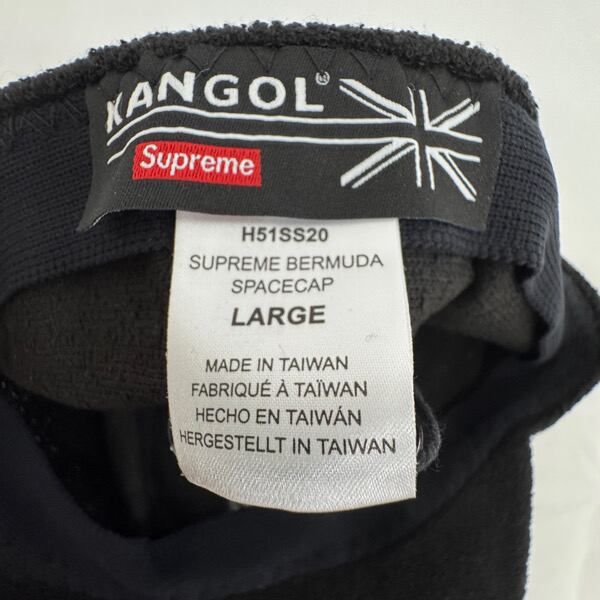 KANGOL®
Supreme
H51SS20
SUPREME BERMUDA
SPACECAP
LARGE
MADE IN TAIWAN
FABRIQUÉ À TAÏWAN
HECHO EN TAIWÁN
HERGESTELLT IN TAIWAN